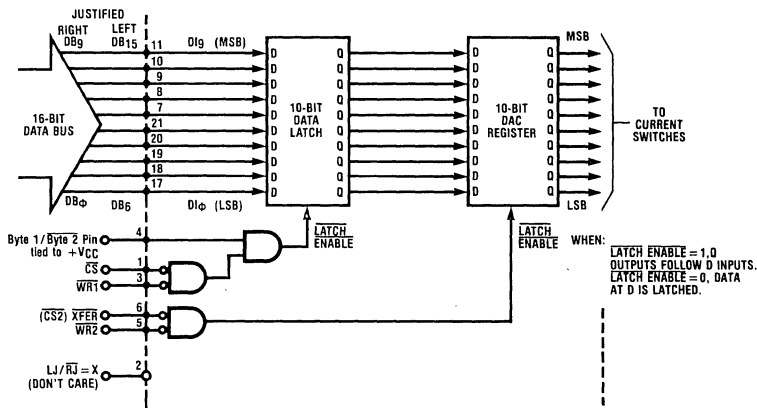 JUSTIFIED
RIGHT LEFT
DB9 DB15 11 DI9 (MSB)
10
9
8
7
21
20
19
18
17
16-BIT
DATA BUS
DBΦ DB6 DIΦ (LSB)
D Q
D Q
D Q
D Q
D Q
D Q
D Q
D Q
D Q
D Q
10-BIT
DATA
LATCH
D Q
D Q
D Q
D Q
D Q
D Q
D Q
D Q
D Q
D Q
10-BIT
DAC
REGISTER
MSB
LSB
TO
CURRENT
SWITCHES
Byte 1/Byte 2 Pin 4
tied to +VCC
CS 1
WR1 3
LATCH
ENABLE
(CS2) XFER 6
WR2 5
LATCH
ENABLE
LJ/RJ = X 2
(DON'T CARE)
WHEN:
LATCH ENABLE = 1,Q
OUTPUTS FOLLOW D INPUTS.
LATCH ENABLE = 0, DATA
AT D IS LATCHED.